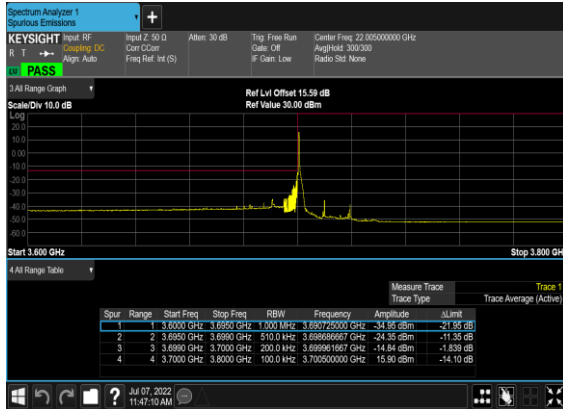 Spectrum Analyzer 1
Spurious Emissions
+
KEYSIGHT Input: RF Input Z: 50 Ω Atten: 30 dB Trig: Free Run Center Freq: 22.005000000 GHz
R T Coupling: DC Corr CCorr Gate: Off Avg|Hold: 300/300
Align: Auto Freq Ref: Int (S) IF Gain: Low Radio Std: None
PASS
3 All Range Graph
Ref Lvl Offset 15.59 dB
Scale/Div 10.0 dB Ref Value 30.00 dBm
Log
20.0
10.0
0.00
-10.0
-20.0
-30.0
-40.0
-50.0
-60.0
Start 3.600 GHz Stop 3.800 GH
4 All Range Table
Measure Trace Trace 1
Trace Type Trace Average (Active)
Spur Range Start Freq Stop Freq RBW Frequency Amplitude ΔLimit
1 1 3.6000 GHz 3.6950 GHz 1.000 MHz 3.690725000 GHz -34.95 dBm -21.95 dB
2 2 3.6950 GHz 3.6990 GHz 510.0 kHz 3.698686667 GHz -24.35 dBm -11.35 dB
3 3 3.6990 GHz 3.7000 GHz 200.0 kHz 3.699961667 GHz -14.84 dBm -1.839 dB
4 4 3.7000 GHz 3.8000 GHz 100.0 kHz 3.700500000 GHz 15.90 dBm -14.10 dB
?
Jul 07, 2022
11:47:10 AM